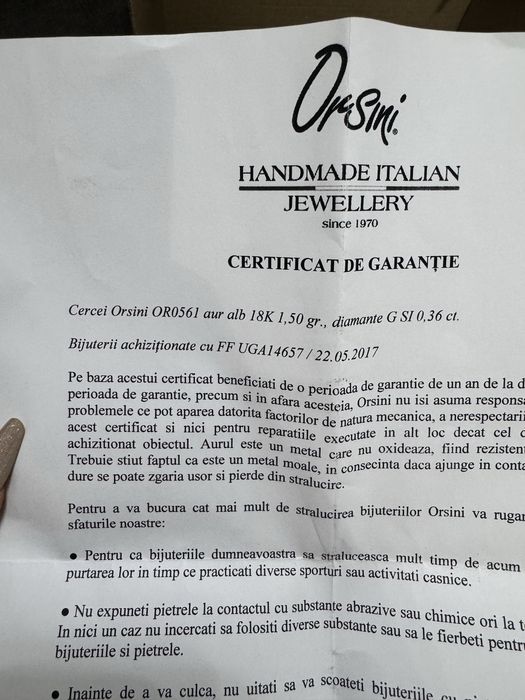 Orsini®
HANDMADE ITALIAN
JEWELLERY
since 1970
CERTIFICAT DE GARANȚIE
Cercei Orsini OR0561 aur alb 18K 1,50 gr., diamante G SI 0,36 ct.
Bijuterii achiziționate cu FF UGA14657 / 22.05.2017
Pe baza acestui certificat beneficiati de o perioada de garantie de un an de la d
perioada de garantie, precum si in afara acesteia, Orsini nu isi asuma responsa
problemele ce pot aparea datorita factorilor de natura mecanica, a nerespectarii
acest certificat si nici pentru reparatiile executate in alt loc decat cel d
achizitionat obiectul. Aurul este un metal care nu oxideaza, fiind rezistent
Trebuie stiut faptul ca este un metal moale, in consecinta daca ajunge in conta
dure se poate zgaria usor si pierde din stralucire.
Pentru a va bucura cat mai mult de stralucirea bijuteriilor Orsini va rugan
sfaturile noastre:
● Pentru ca bijuteriile dumneavoastra sa straluceasca mult timp de acum
purtarea lor in timp ce practicati diverse sporturi sau activitati casnice.
● Nu expuneti pietrele la contactul cu substante abrazive sau chimice ori la t
In nici un caz nu incercati sa folositi diverse substante sau sa le fierbeti pentru
bijuteriile si pietrele.
● Inainte de a va culca, nu uitati sa va scoateti bijuteriile cu